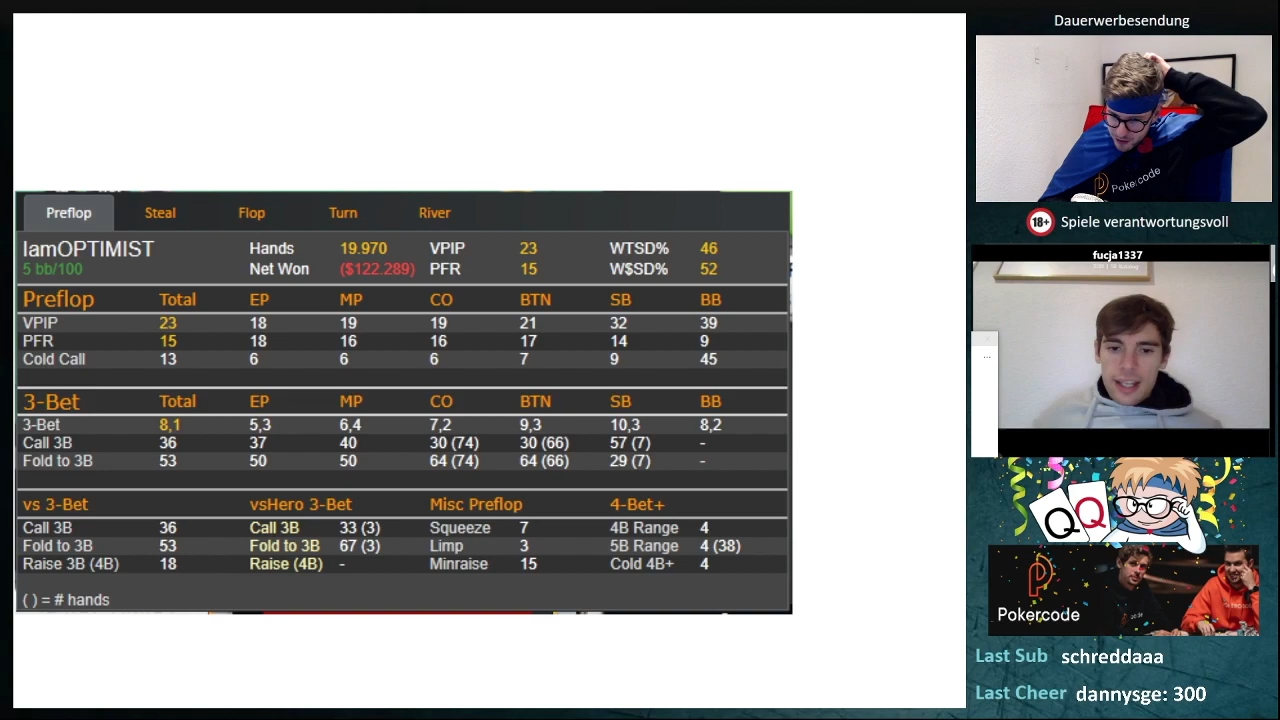 Preflop Steal Flop Turn River
IamOPTIMIST Hands 19.970 VPIP 23 WTSD% 46
5 bb/100 Net Won ($122.289) PFR 15 W$SD% 52
Preflop Total EP MP CO BTN SB BB
VPIP 23 18 19 19 21 32 39
PFR 15 18 16 16 17 14 9
Cold Call 13 6 6 6 7 9 45
3-Bet Total EP MP CO BTN SB BB
3-Bet 8,1 5,3 6,4 7,2 9,3 10,3 8,2
Call 3B 36 37 40 30 (74) 30 (66) 57 (7) -
Fold to 3B 53 50 50 64 (74) 64 (66) 29 (7) -
vs 3-Bet vsHero 3-Bet Misc Preflop 4-Bet+
Call 3B 36 Call 3B 33 (3) Squeeze 7 4B Range 4
Fold to 3B 53 Fold to 3B 67 (3) Limp 3 5B Range 4 (38)
Raise 3B (4B) 18 Raise (4B) - Minraise 15 Cold 4B+ 4
( ) = # hands
Dauerwerbesendung
Pokercode
18+ Spiele verantwortungsvoll
fucja1337
Q Q
Pokercode
Last Sub schreddaaa
Last Cheer dannysge: 300